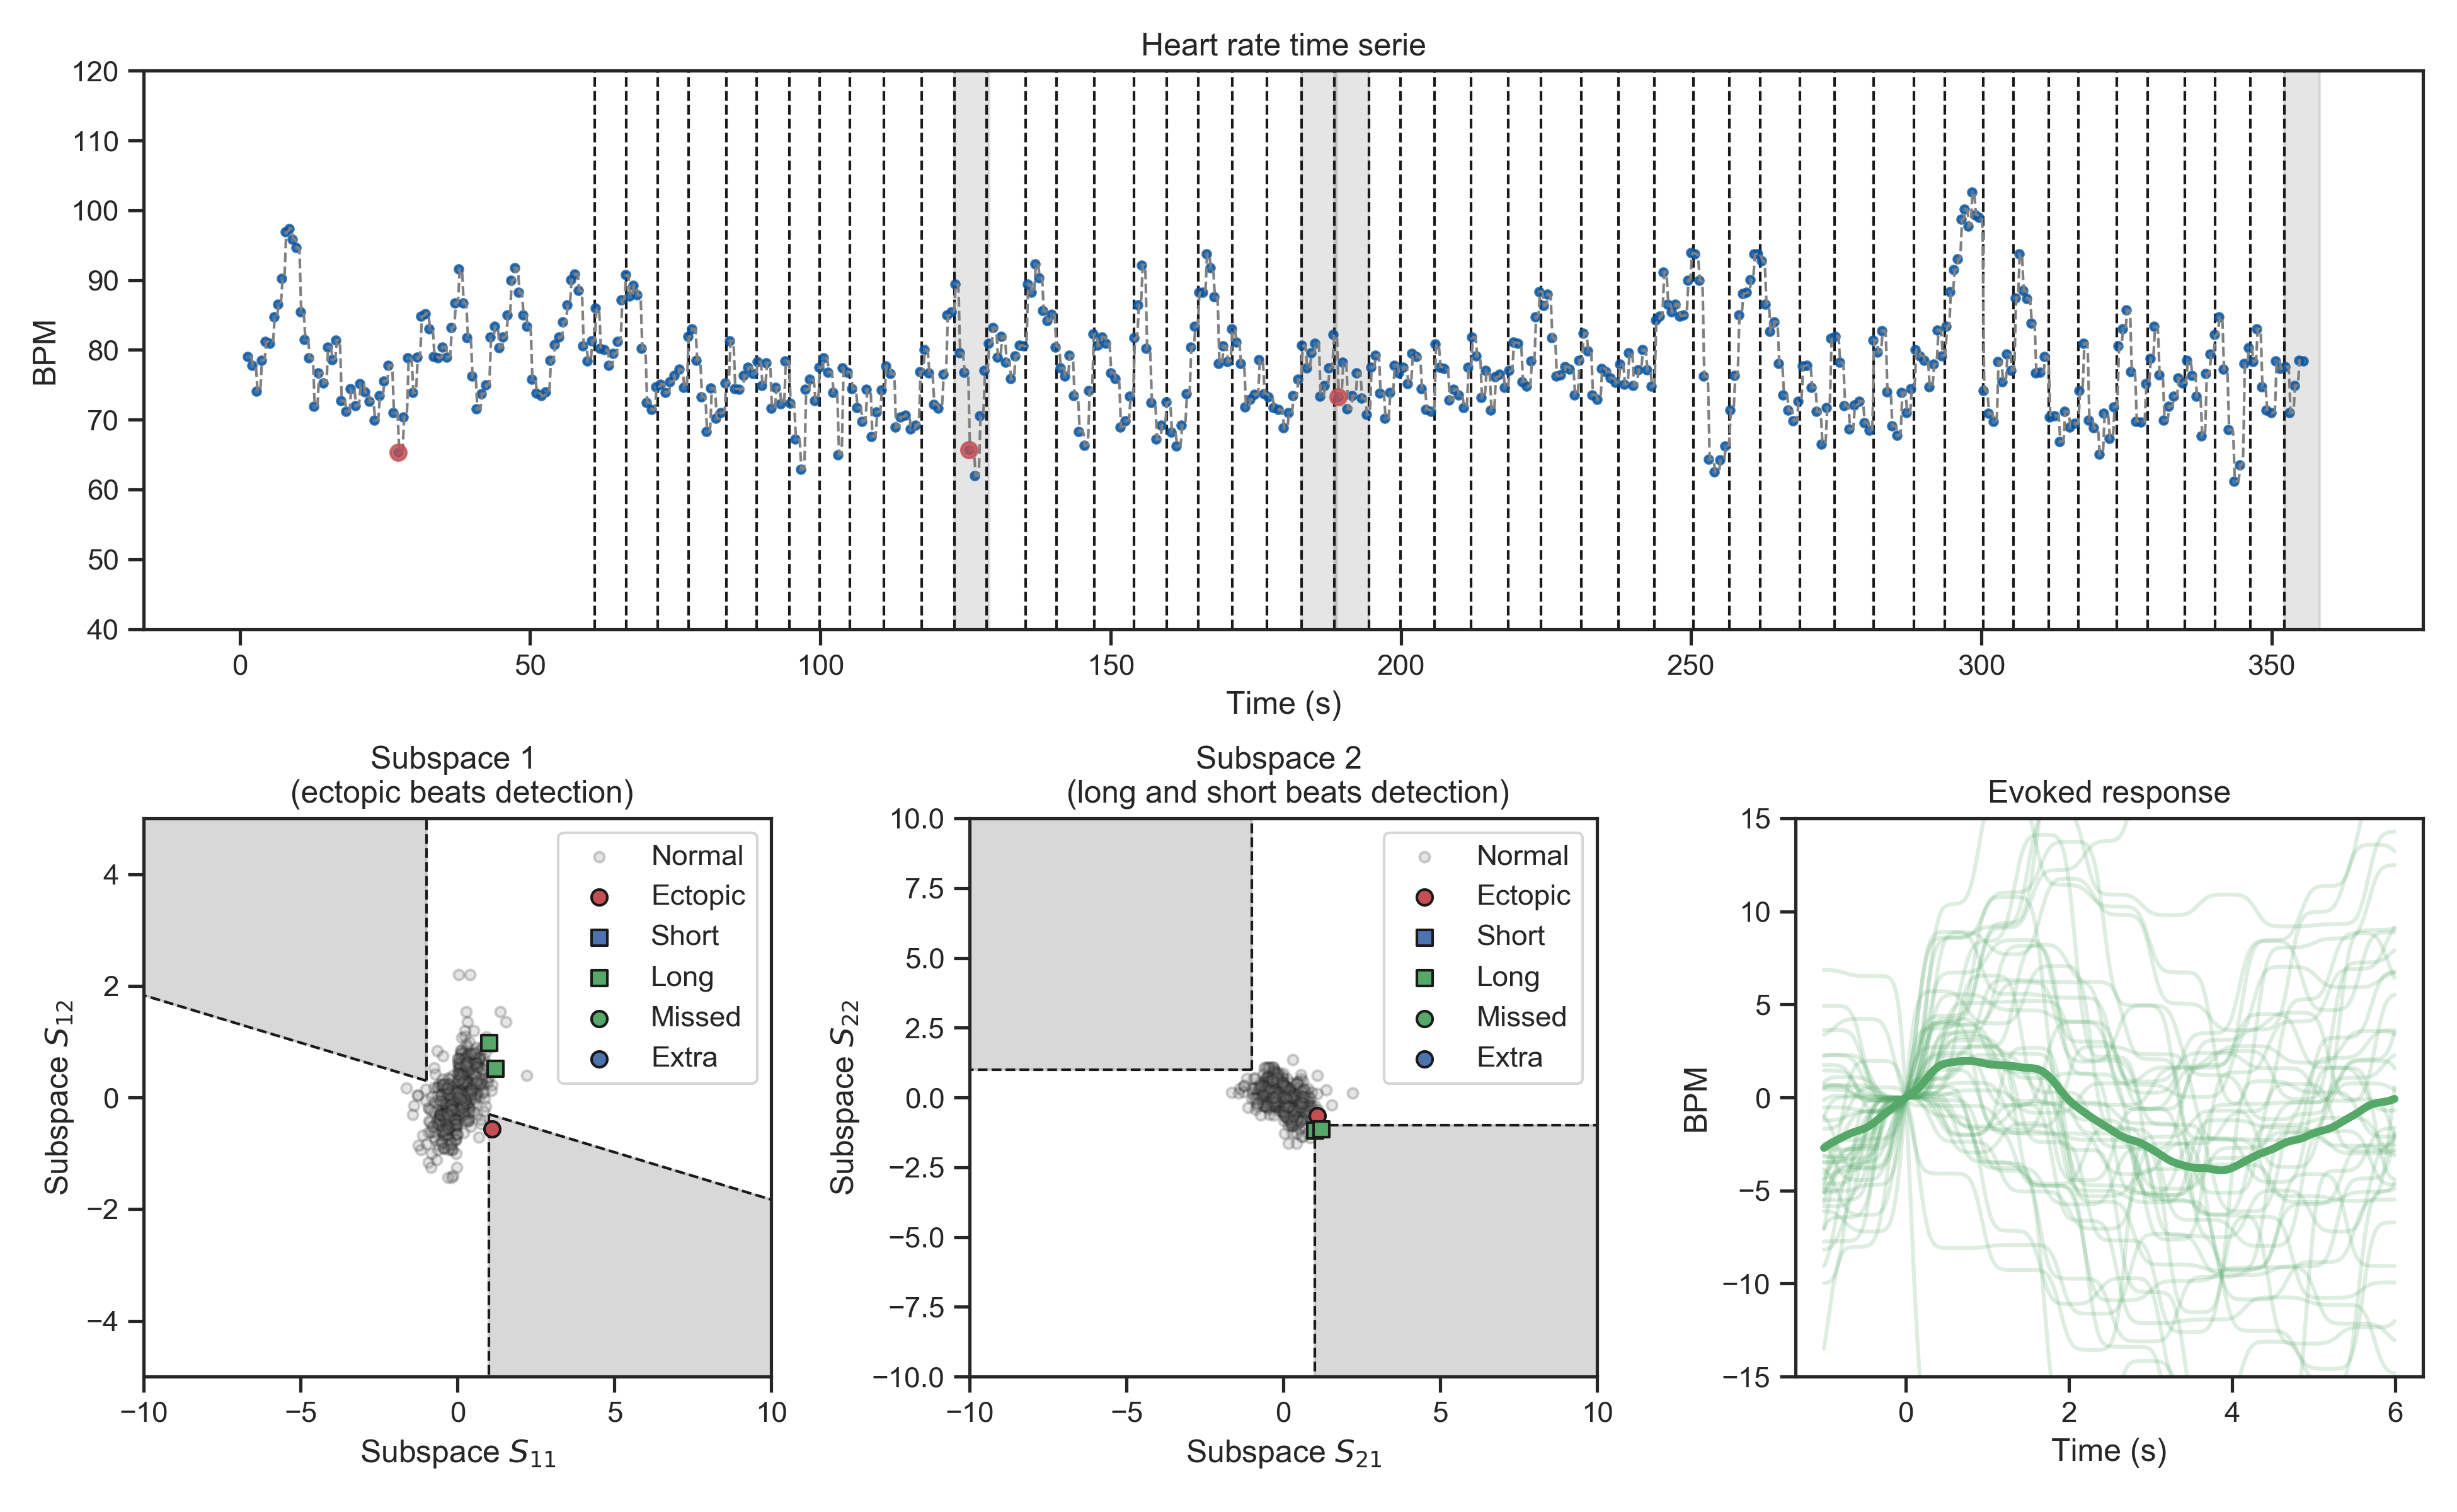 Heart rate time serie
120
110
100
90
80
70
60
50
40
BPM
0 50 100 150 200 250 300 350
Time (s)
Subspace 1
(ectopic beats detection)
4
2
0
−2
−4
Subspace S12
Normal
Ectopic
Short
Long
Missed
Extra
−10 −5 0 5 10
Subspace S11
Subspace 2
(long and short beats detection)
10.0
7.5
5.0
2.5
0.0
−2.5
−5.0
−7.5
−10.0
Subspace S22
Normal
Ectopic
Short
Long
Missed
Extra
−10 −5 0 5 10
Subspace S21
Evoked response
15
10
5
0
−5
−10
−15
BPM
0 2 4 6
Time (s)